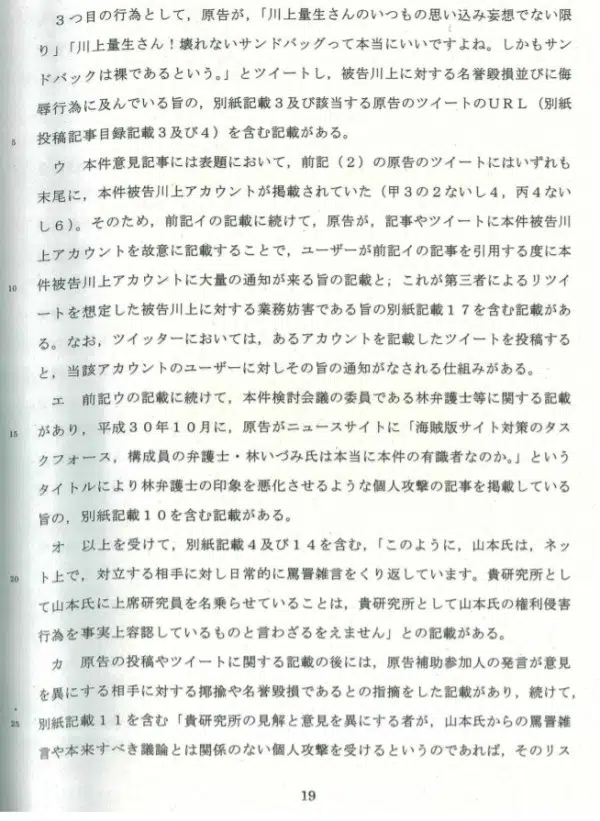 ３つ目の行為として，原告が，「川上量生さんのいつもの思い込み妄想でない限
り」「川上量生さん！壊れないサンドバッグって本当にいいですよね。しかもサン
ドバックは裸であるという。」とツイートし，被告川上に対する名誉毀損並びに侮
辱行為に及んでいる旨の，別紙記載３及び該当する原告のツイートのＵＲＬ（別紙
5 投稿記事目録記載３及び４）を含む記載がある。
ウ　本件意見記事には表題において，前記（２）の原告のツイートにはいずれも
末尾に，本件被告川上アカウントが掲載されていた（甲３の２ないし４，丙４ない
し６）。そのため，前記イの記載に続けて，原告が，記事やツイートに本件被告川
上アカウントを故意に記載することで，ユーザーが前記イの記事を引用する度に本
10 件被告川上アカウントに大量の通知が来る旨の記載と；これが第三者によるリツイ
ートを想定した被告川上に対する業務妨害である旨の別紙記載１７を含む記載があ
る。なお，ツイッターにおいては，あるアカウントを記載したツイートを投稿する
と，当該アカウントのユーザーに対しその旨の通知がなされる仕組みがある。
エ　前記ウの記載に続けて，本件検討会議の委員である林弁護士等に関する記載
15 があり，平成３０年１０月に，原告がニュースサイトに「海賊版サイト対策のタス
クフォース，構成員の弁護士・林いづみ氏は本当に本件の有識者なのか。」という
タイトルにより林弁護士の印象を悪化させるような個人攻撃の記事を掲載している
旨の，別紙記載１０を含む記載がある。
オ　以上を受けて，別紙記載４及び１４を含む，「このように，山本氏は，ネッ
20 ト上で，対立する相手に対し日常的に罵詈雑言をくり返しています。貴研究所とし
て山本氏に上席研究員を名乗らせていることは，貴研究所として山本氏の権利侵害
行為を事実上容認しているものと言わざるをえません」との記載がある。
カ　原告の投稿やツイートに関する記載の後には，原告補助参加人の発言が意見
を異にする相手に対する揶揄や名誉毀損であるとの指摘をした記載があり，続けて，
25 別紙記載１１を含む「貴研究所の見解と意見を異にする者が，山本氏からの罵詈雑
言や本来すべき議論とは関係のない個人攻撃を受けるというのであれば，そのリス
19